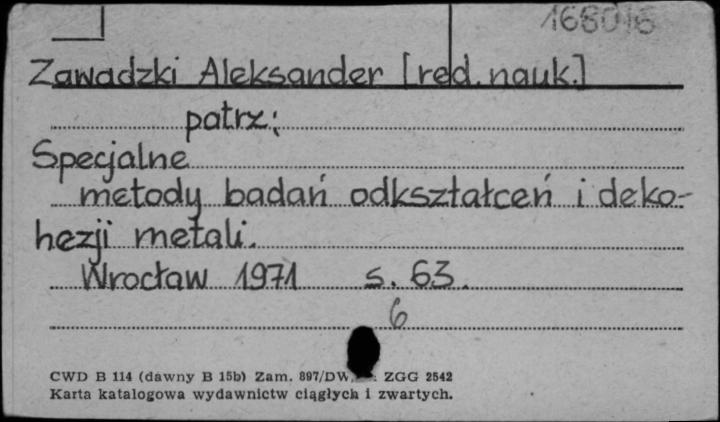 168016
Zawadzki Aleksander [red. nauk.]
patrz:
Specjalne
metody badań odkształceń i deko-
hezji metali.
Wrocław 1971 s. 63.
6
CWD B 114 (dawny B 15b) Zam. 897/DW, ZGG 2542
Karta katalogowa wydawnictw ciągłych i zwartych.